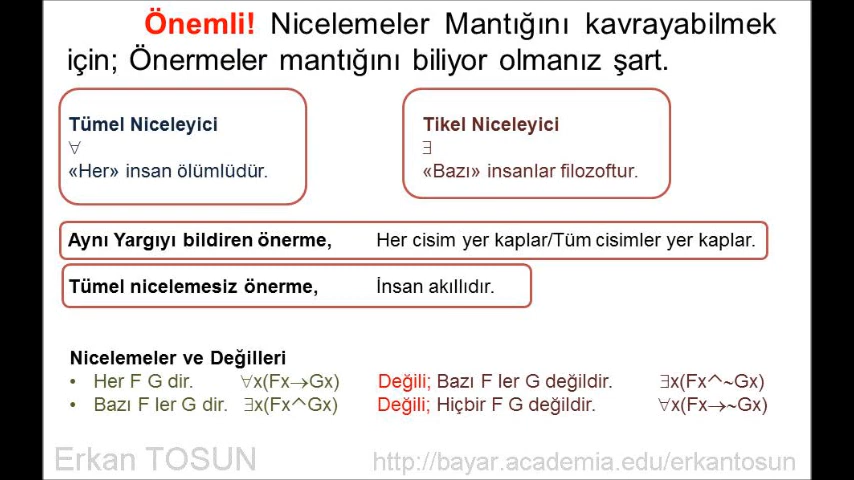 Önemli! Nicelemeler Mantığını kavrayabilmek
için; Önermeler mantığını biliyor olmanız şart.
Tümel Niceleyici
∀
«Her» insan ölümlüdür.
Tikel Niceleyici
∃
«Bazı» insanlar filozoftur.
Aynı Yargıyı bildiren önerme, Her cisim yer kaplar/Tüm cisimler yer kaplar.
Tümel nicelemesiz önerme, İnsan akıllıdır.
Nicelemeler ve Değilleri
• Her F G dir. ∀x(Fx→Gx) Değili; Bazı F ler G değildir. ∃x(Fx^~Gx)
• Bazı F ler G dir. ∃x(Fx^Gx) Değili; Hiçbir F G değildir. ∀x(Fx→~Gx)
Erkan TOSUN http://bayar.academia.edu/erkantosun